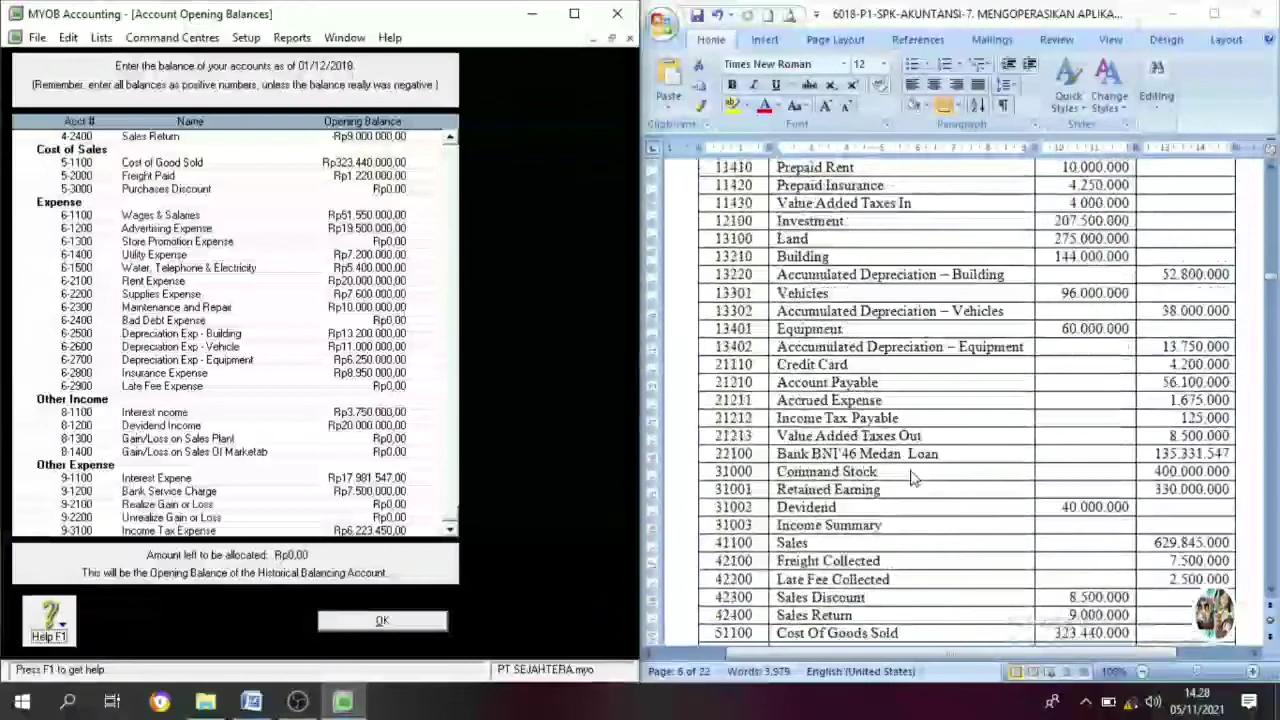 MYOB Accounting - [Account Opening Balances]
File Edit Lists Command Centres Setup Reports Window Help
Enter the balance of your accounts as of 01/12/2018.
(Remember, enter all balances as positive numbers, unless the balance really was negative.)
Acct # Name Opening Balance
4-2400 Sales Return -Rp9.000.000,00
Cost of Sales
5-1100 Cost of Good Sold Rp323.440.000,00
5-2000 Freight Paid Rp1.220.000,00
5-3000 Purchases Discount Rp0,00
Expense
6-1100 Wages & Salaries Rp51.550.000,00
6-1200 Advertising Expense Rp19.500.000,00
6-1300 Store Promotion Expense Rp0,00
6-1400 Utility Expense Rp7.200.000,00
6-1500 Water, Telephone & Electricity Rp5.400.000,00
6-2100 Rent Expense Rp20.000.000,00
6-2200 Supplies Expense Rp7.600.000,00
6-2300 Maintenance and Repair Rp10.000.000,00
6-2400 Bad Debt Expense Rp0,00
6-2500 Depreciation Exp - Building Rp13.200.000,00
6-2600 Depreciation Exp - Vehicle Rp11.000.000,00
6-2700 Depreciation Exp - Equipment Rp6.250.000,00
6-2800 Insurance Expense Rp8.950.000,00
6-2900 Late Fee Expense Rp0,00
Other Income
8-1100 Interest ncome Rp3.750.000,00
8-1200 Dividend Income Rp20.000.000,00
8-1300 Gain/Loss on Sales Plant Rp0,00
8-1400 Gain/Loss on Sales Of Marketab Rp0,00
Other Expense
9-1100 Interest Expene Rp17.981.547,00
9-1200 Bank Service Charge Rp7.500.000,00
9-2100 Realize Gain or Loss Rp0,00
9-2200 Unrealize Gain or Loss Rp0,00
9-3100 Income Tax Expense Rp6.223.450,00
Amount left to be allocated: Rp0,00
This will be the Opening Balance of the Historical Balancing Account.
Help F1
OK
Press F1 to get help.
PT SEJAHTERA.myo
6018-P1-SPK-AKUNTANSI-7. MENGOPERASIKAN APLIKA...
Home Insert Page Layout References Mailings Review View Design Layout
Times New Roman 12
Paste
Quick Styles
Change Styles
Editing
Clipboard Font Paragraph Styles
11410 Prepaid Rent 10.000.000
11420 Prepaid Insurance 4.250.000
11430 Value Added Taxes In 4.000.000
12100 Investment 207.500.000
13100 Land 275.000.000
13210 Building 144.000.000
13220 Accumulated Depreciation – Building 52.800.000
13301 Vehicles 96.000.000
13302 Accumulated Depreciation – Vehicles 38.000.000
13401 Equipment 60.000.000
13402 Acccumulated Depreciation – Equipment 13.750.000
21110 Credit Card 4.200.000
21210 Account Payable 56.100.000
21211 Accrued Expense 1.675.000
21212 Income Tax Payable 125.000
21213 Value Added Taxes Out 8.500.000
22100 Bank BNI'46 Medan Loan 135.331.547
31000 Command Stock 400.000.000
31001 Retained Earning 330.000.000
31002 Devidend 40.000.000
31003 Income Summary
41100 Sales 629.845.000
42100 Freight Collected 7.500.000
42200 Late Fee Collected 2.500.000
42300 Sales Discount 8.500.000
42400 Sales Return 9.000.000
51100 Cost Of Goods Sold 323.440.000
Page: 6 of 22 Words: 3,979 English (United States) 109%
14.28
05/11/2021